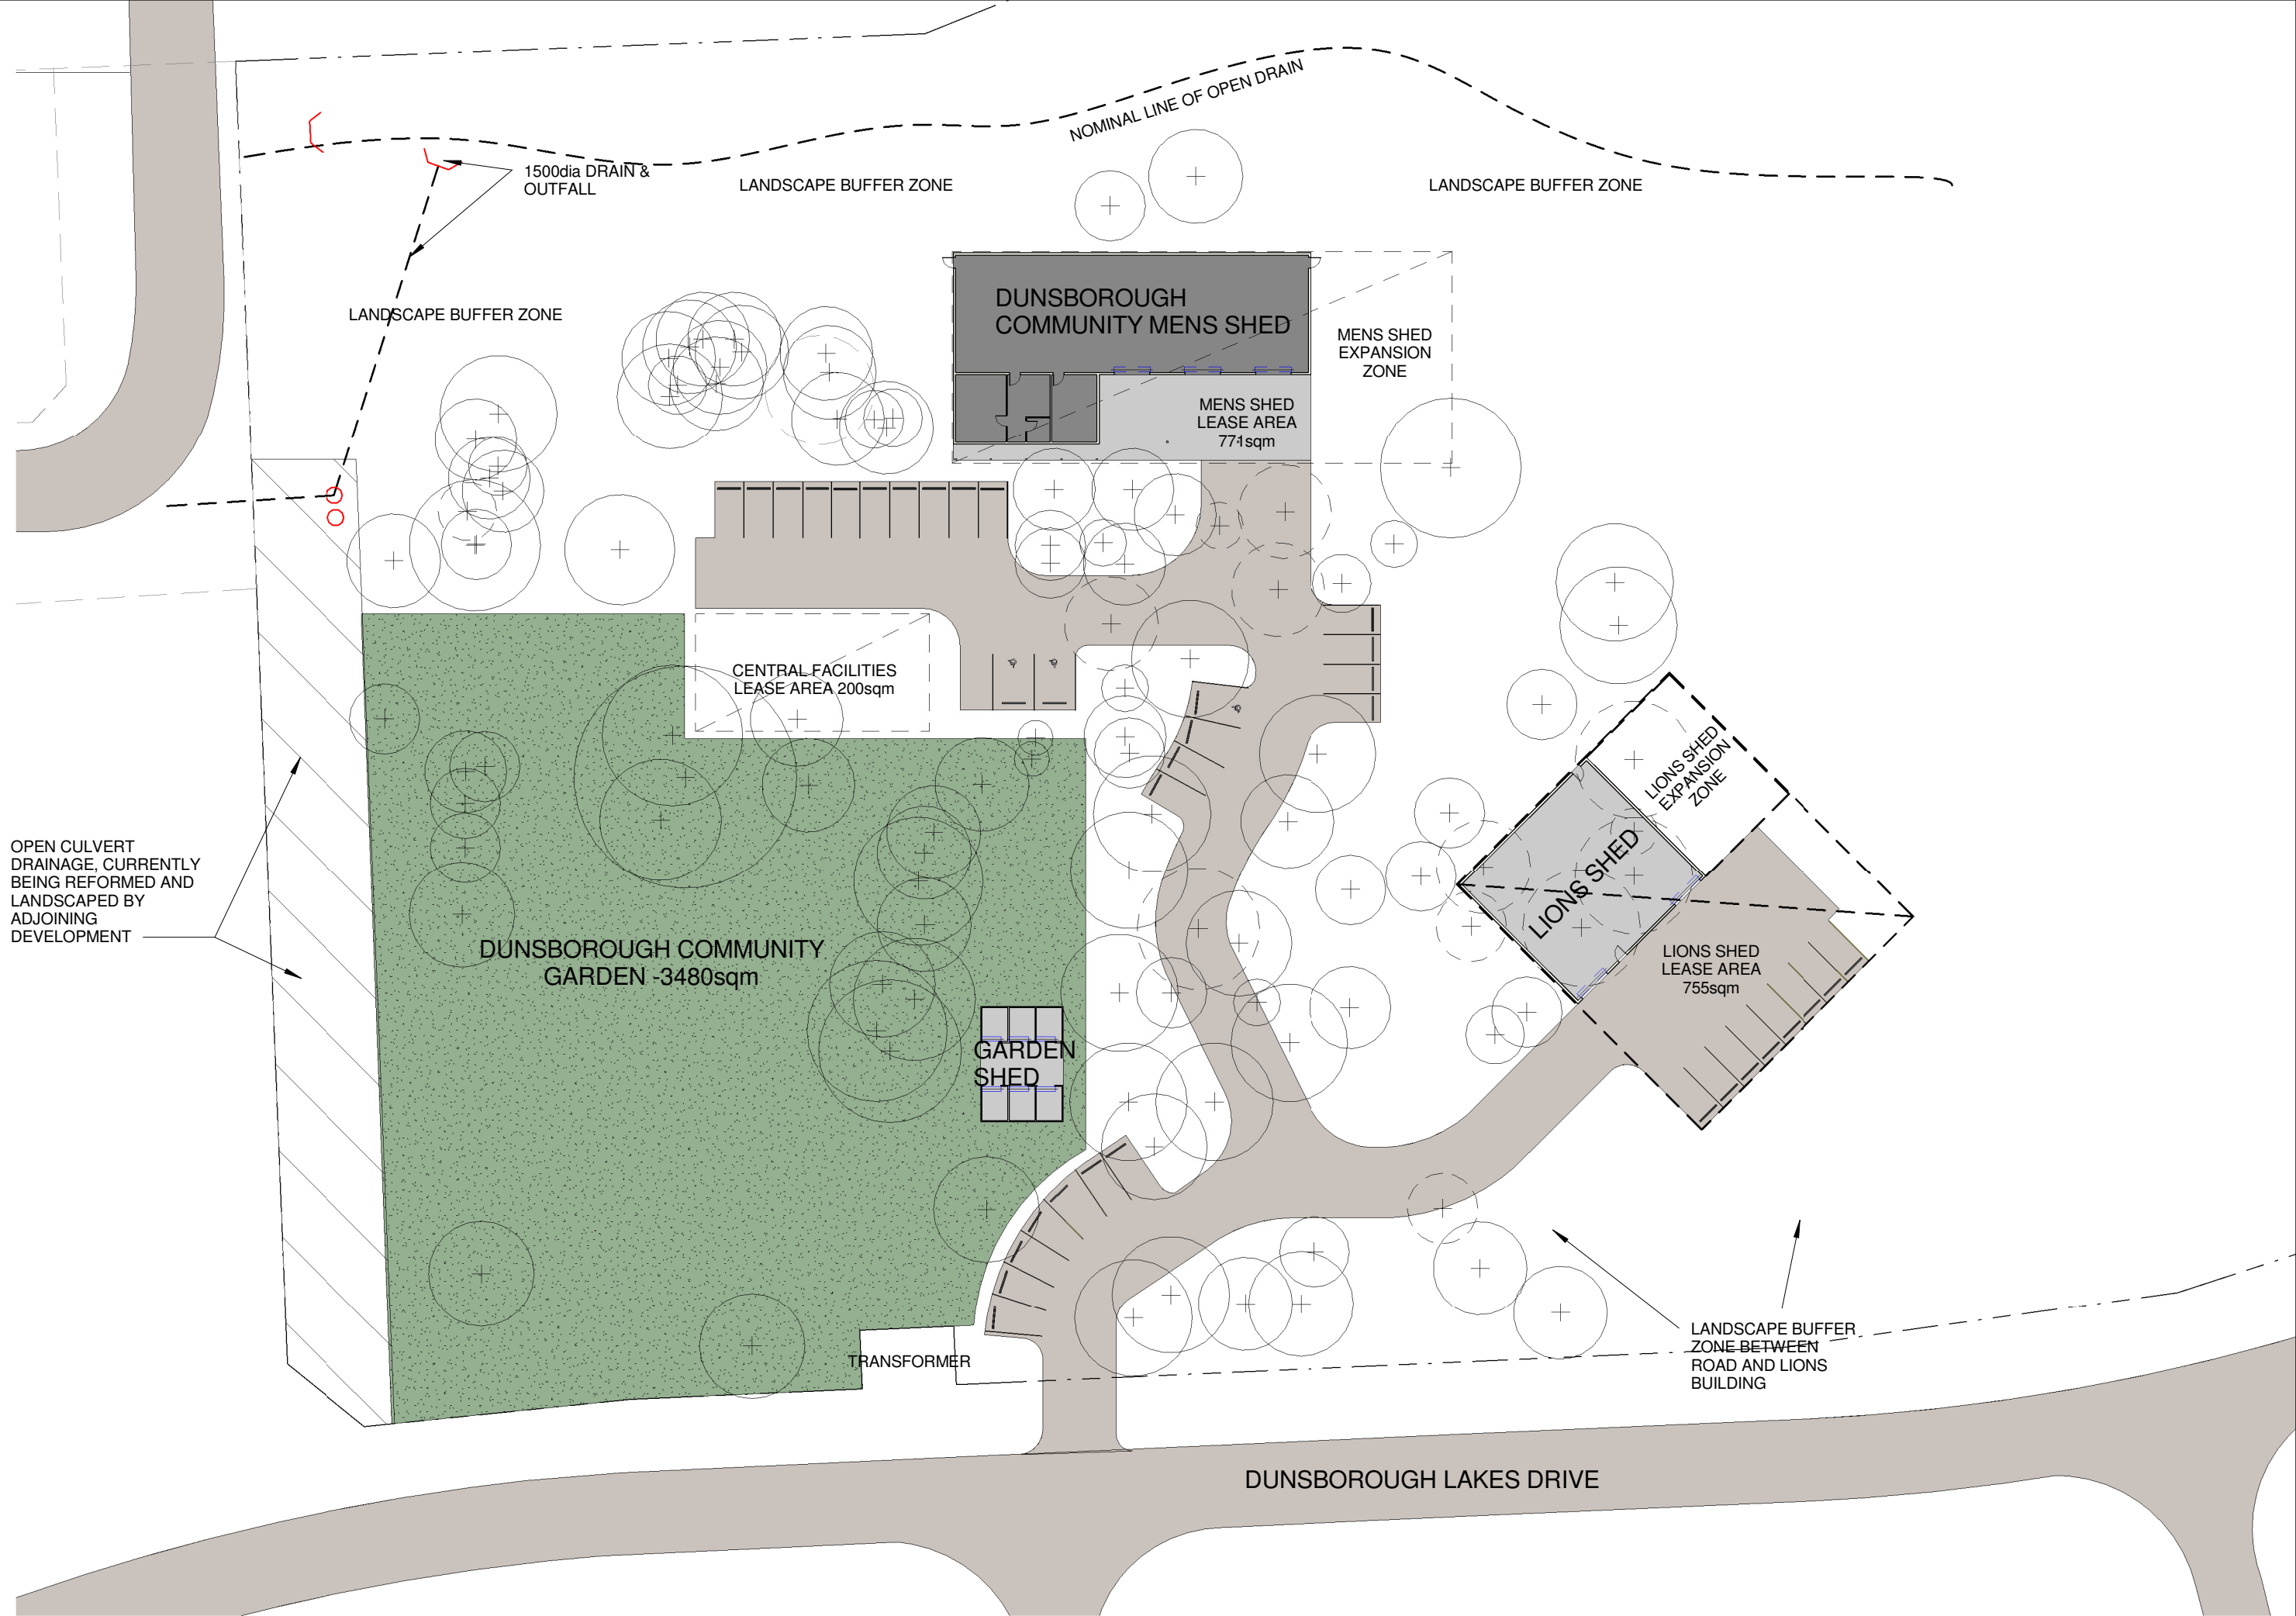 NOMINAL LINE OF OPEN DRAIN
1500dia DRAIN &
OUTFALL
LANDSCAPE BUFFER ZONE
LANDSCAPE BUFFER ZONE
LANDSCAPE BUFFER ZONE
DUNSBOROUGH
COMMUNITY MENS SHED
MENS SHED
EXPANSION
ZONE
MENS SHED
LEASE AREA
771sqm
CENTRAL FACILITIES
LEASE AREA 200sqm
LIONS SHED
EXPANSION
ZONE
LIONS SHED
LIONS SHED
LEASE AREA
755sqm
OPEN CULVERT
DRAINAGE, CURRENTLY
BEING REFORMED AND
LANDSCAPED BY
ADJOINING
DEVELOPMENT
DUNSBOROUGH COMMUNITY
GARDEN -3480sqm
GARDEN
SHED
TRANSFORMER
LANDSCAPE BUFFER
ZONE BETWEEN
ROAD AND LIONS
BUILDING
DUNSBOROUGH LAKES DRIVE